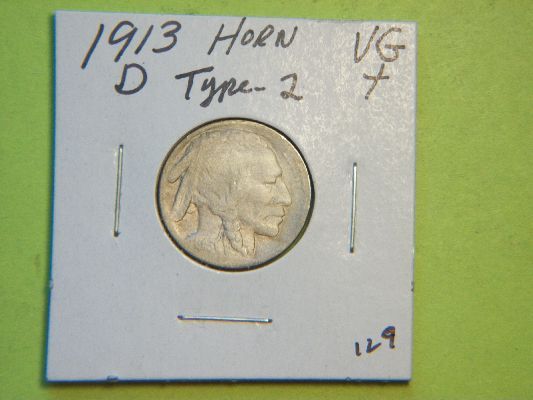 1913 HORN VG
D Type-2 +
129